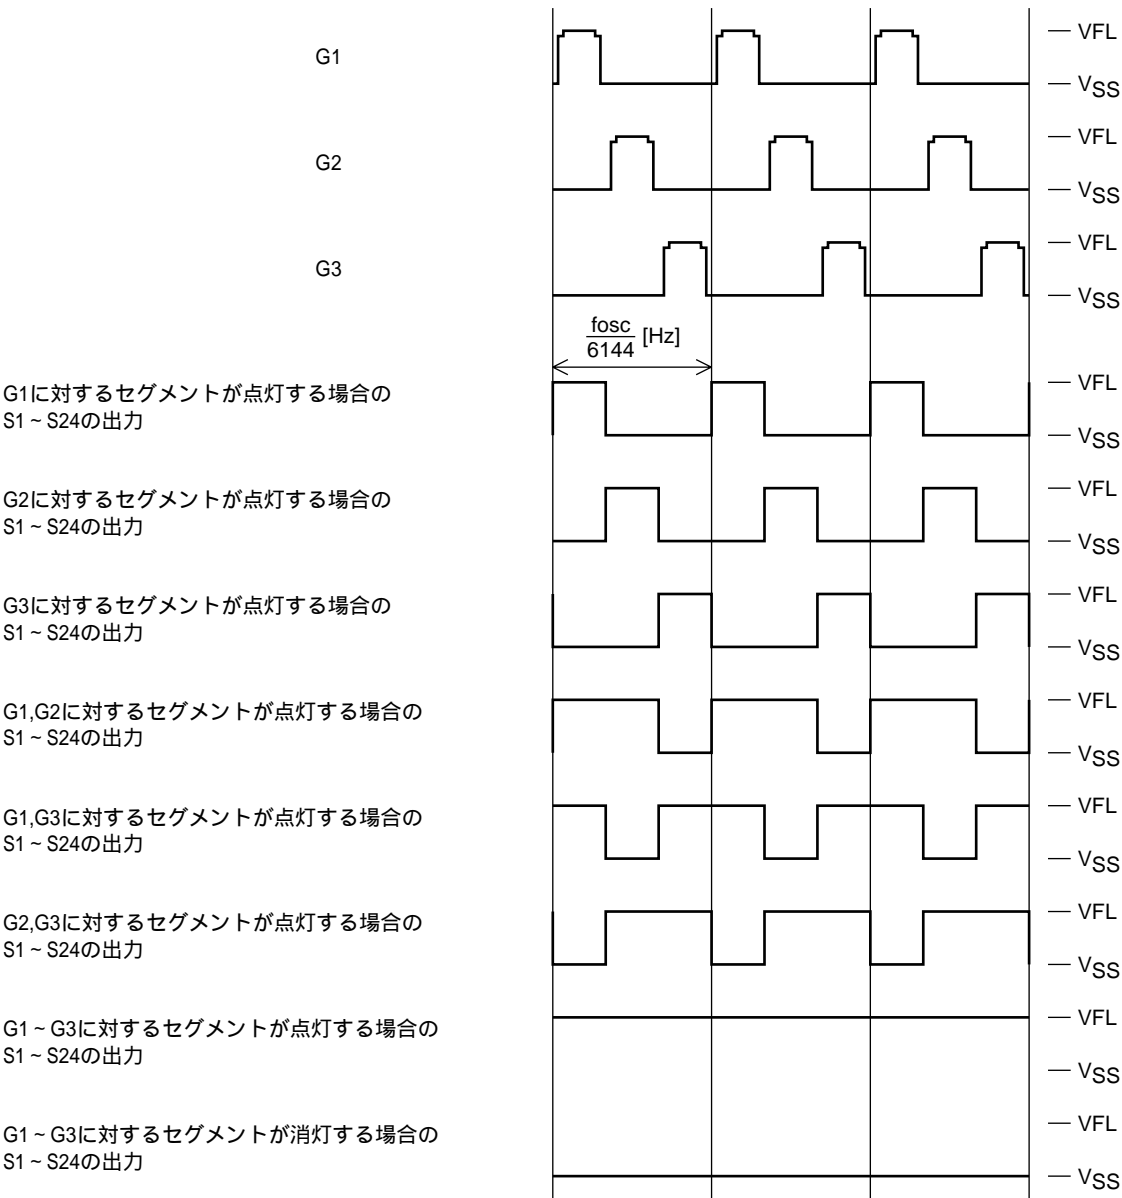 G1
VFL
VSS
G2
VFL
VSS
G3
VFL
VSS
fosc
6144 [Hz]
G1に対するセグメントが点灯する場合の
S1~S24の出力
VFL
VSS
G2に対するセグメントが点灯する場合の
S1~S24の出力
VFL
VSS
G3に対するセグメントが点灯する場合の
S1~S24の出力
VFL
VSS
G1,G2に対するセグメントが点灯する場合の
S1~S24の出力
VFL
VSS
G1,G3に対するセグメントが点灯する場合の
S1~S24の出力
VFL
VSS
G2,G3に対するセグメントが点灯する場合の
S1~S24の出力
VFL
VSS
G1~G3に対するセグメントが点灯する場合の
S1~S24の出力
VFL
VSS
G1~G3に対するセグメントが消灯する場合の
S1~S24の出力
VFL
VSS